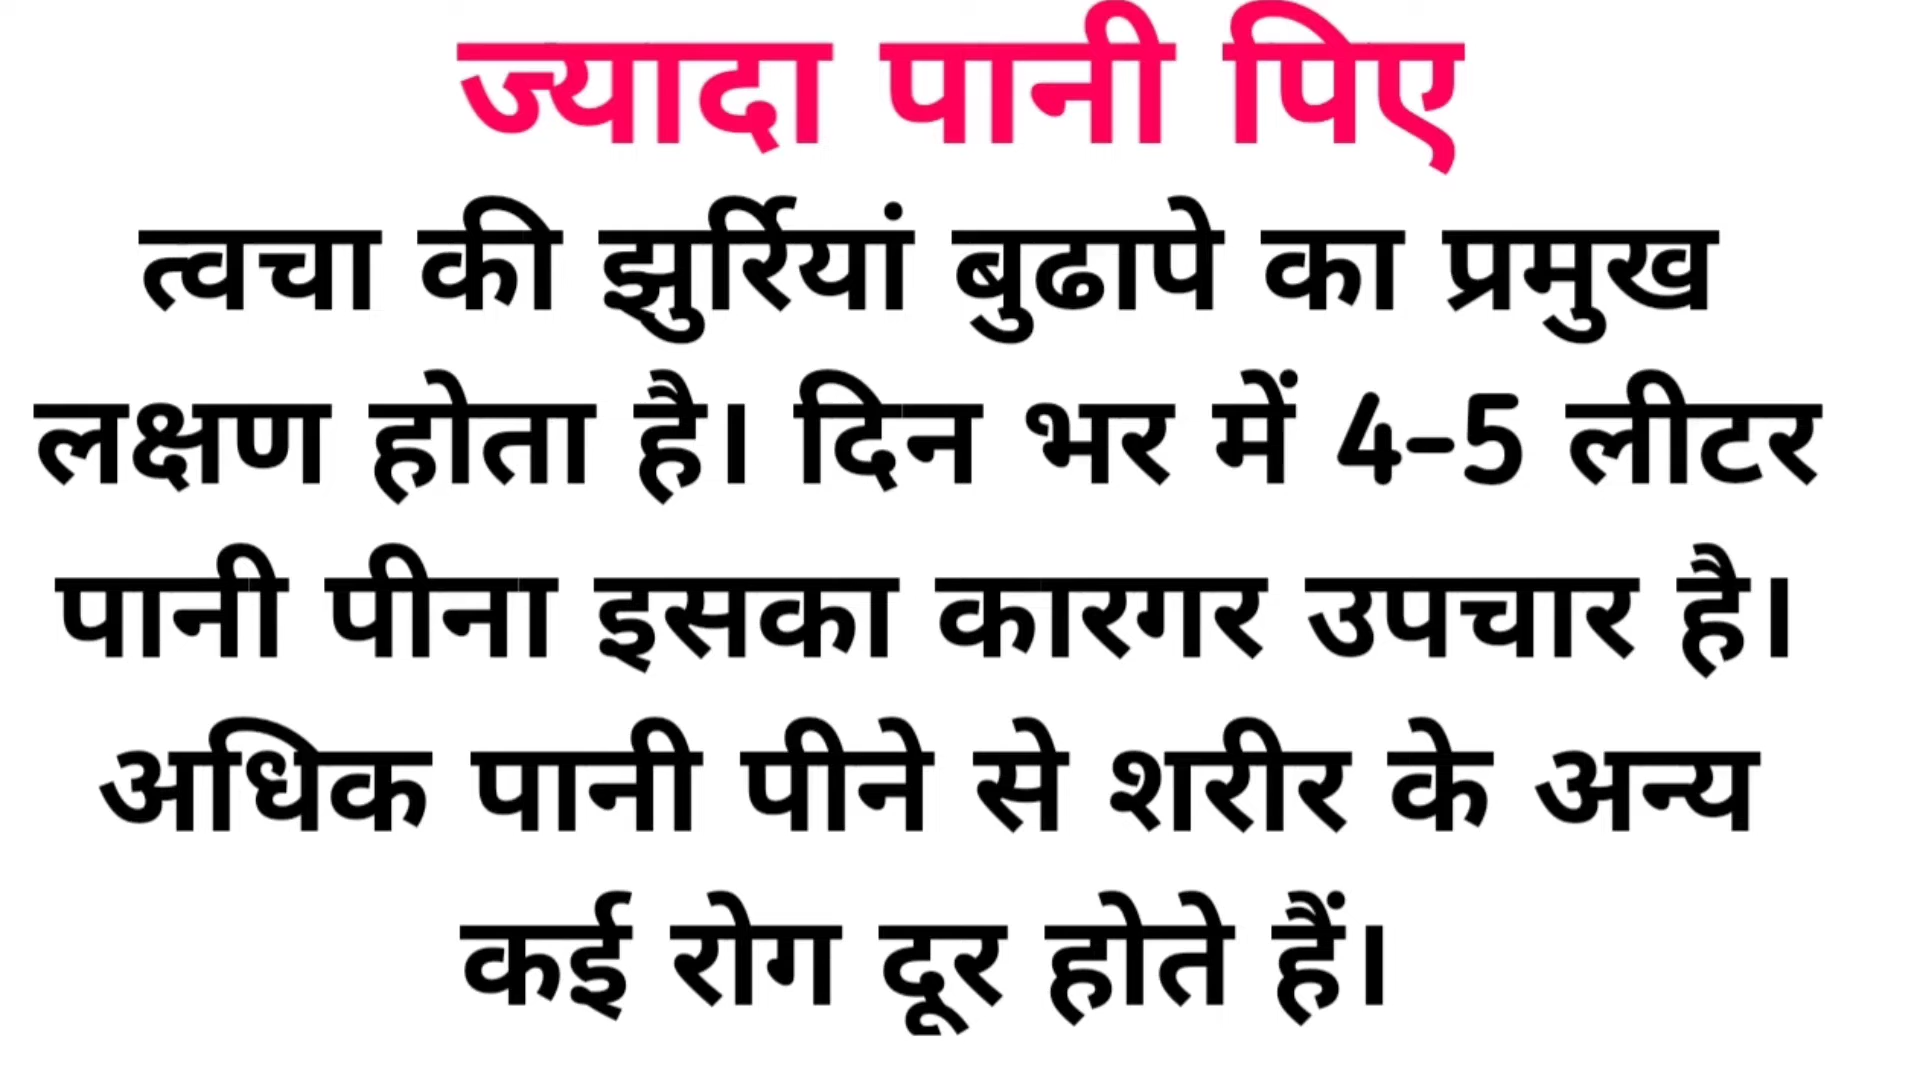 ज्यादा पानी पिए
त्वचा की झुर्रियां बुढापे का प्रमुख
लक्षण होता है। दिन भर में 4-5 लीटर
पानी पीना इसका कारगर उपचार है।
अधिक पानी पीने से शरीर के अन्य
कई रोग दूर होते हैं।